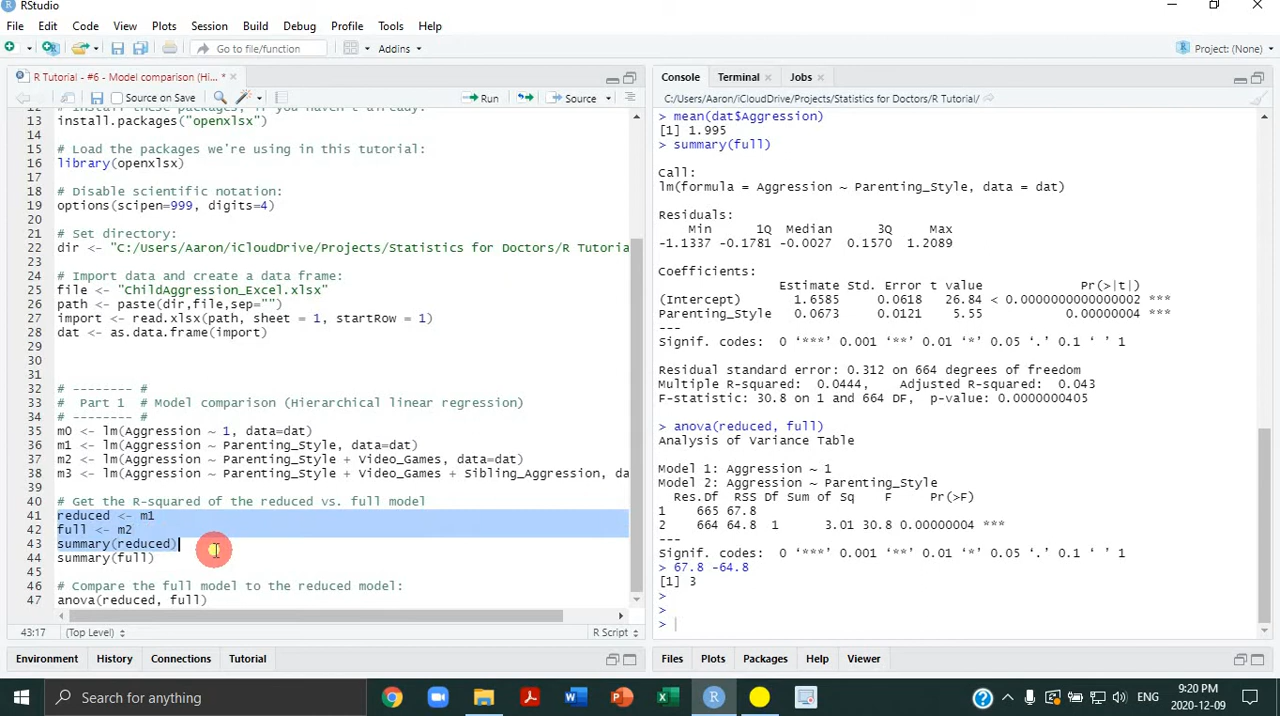 RStudio
File Edit Code View Plots Session Build Debug Profile Tools Help
Go to file/function Addins Project: (None)
R Tutorial - #6 - Model comparison (Hi... *
Source on Save Run Source
12
13 install.packages("openxlsx")
14
15 # Load the packages we're using in this tutorial:
16 library(openxlsx)
17
18 # Disable scientific notation:
19 options(scipen=999, digits=4)
20
21 # Set directory:
22 dir <- "C:/Users/Aaron/iCloudDrive/Projects/Statistics for Doctors/R Tutoria
23
24 # Import data and create a data frame:
25 file <- "ChildAggression_Excel.xlsx"
26 path <- paste(dir,file,sep="")
27 import <- read.xlsx(path, sheet = 1, startRow = 1)
28 dat <- as.data.frame(import)
29
30
31
32 # -------- #
33 #  Part 1  # Model comparison (Hierarchical linear regression)
34 # -------- #
35 m0 <- lm(Aggression ~ 1, data=dat)
36 m1 <- lm(Aggression ~ Parenting_Style, data=dat)
37 m2 <- lm(Aggression ~ Parenting_Style + Video_Games, data=dat)
38 m3 <- lm(Aggression ~ Parenting_Style + Video_Games + Sibling_Aggression, da
39
40 # Get the R-squared of the reduced vs. full model
41 reduced <- m1
42 full <- m2
43 summary(reduced)
44 summary(full)
45
46 # Compare the full model to the reduced model:
47 anova(reduced, full)
43:17 (Top Level) R Script
Environment History Connections Tutorial
Console Terminal Jobs
C:/Users/Aaron/iCloudDrive/Projects/Statistics for Doctors/R Tutorial/
> mean(dat$Aggression)
[1] 1.995
> summary(full)
Call:
lm(formula = Aggression ~ Parenting_Style, data = dat)
Residuals:
Min 1Q Median 3Q Max
-1.1337 -0.1781 -0.0027 0.1570 1.2089
Coefficients:
Estimate Std. Error t value Pr(>|t|)
(Intercept) 1.6585 0.0618 26.84 < 0.0000000000000002 ***
Parenting_Style 0.0673 0.0121 5.55 0.00000004 ***
---
Signif. codes: 0 ‘***’ 0.001 ‘**’ 0.01 ‘*’ 0.05 ‘.’ 0.1 ‘ ’ 1
Residual standard error: 0.312 on 664 degrees of freedom
Multiple R-squared: 0.0444, Adjusted R-squared: 0.043
F-statistic: 30.8 on 1 and 664 DF, p-value: 0.0000000405
> anova(reduced, full)
Analysis of Variance Table
Model 1: Aggression ~ 1
Model 2: Aggression ~ Parenting_Style
Res.Df RSS Df Sum of Sq F Pr(>F)
1 665 67.8
2 664 64.8 1 3.01 30.8 0.00000004 ***
---
Signif. codes: 0 ‘***’ 0.001 ‘**’ 0.01 ‘*’ 0.05 ‘.’ 0.1 ‘ ’ 1
> 67.8 -64.8
[1] 3
>
>
>
Files Plots Packages Help Viewer
Search for anything
ENG
9:20 PM
2020-12-09